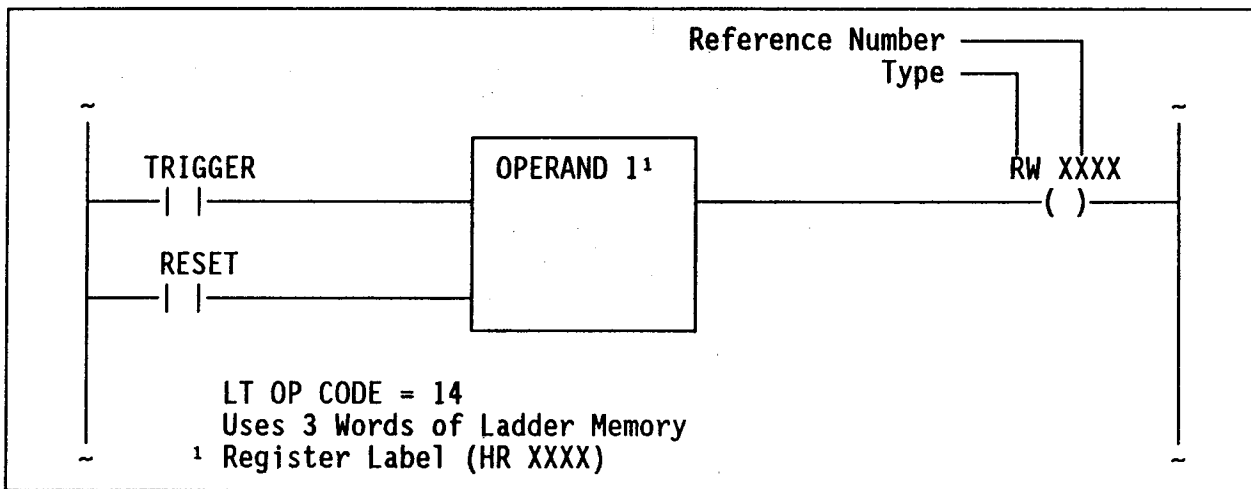 Reference Number
Type
~ ~
TRIGGER OPERAND 1¹ RW XXXX
( )
RESET
LT OP CODE = 14
Uses 3 Words of Ladder Memory
~ ¹ Register Label (HR XXXX) ~